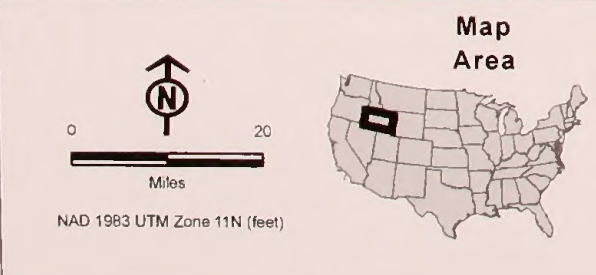 Map
Area
N
0 20
Miles
NAD 1983 UTM Zone 11N (feet)